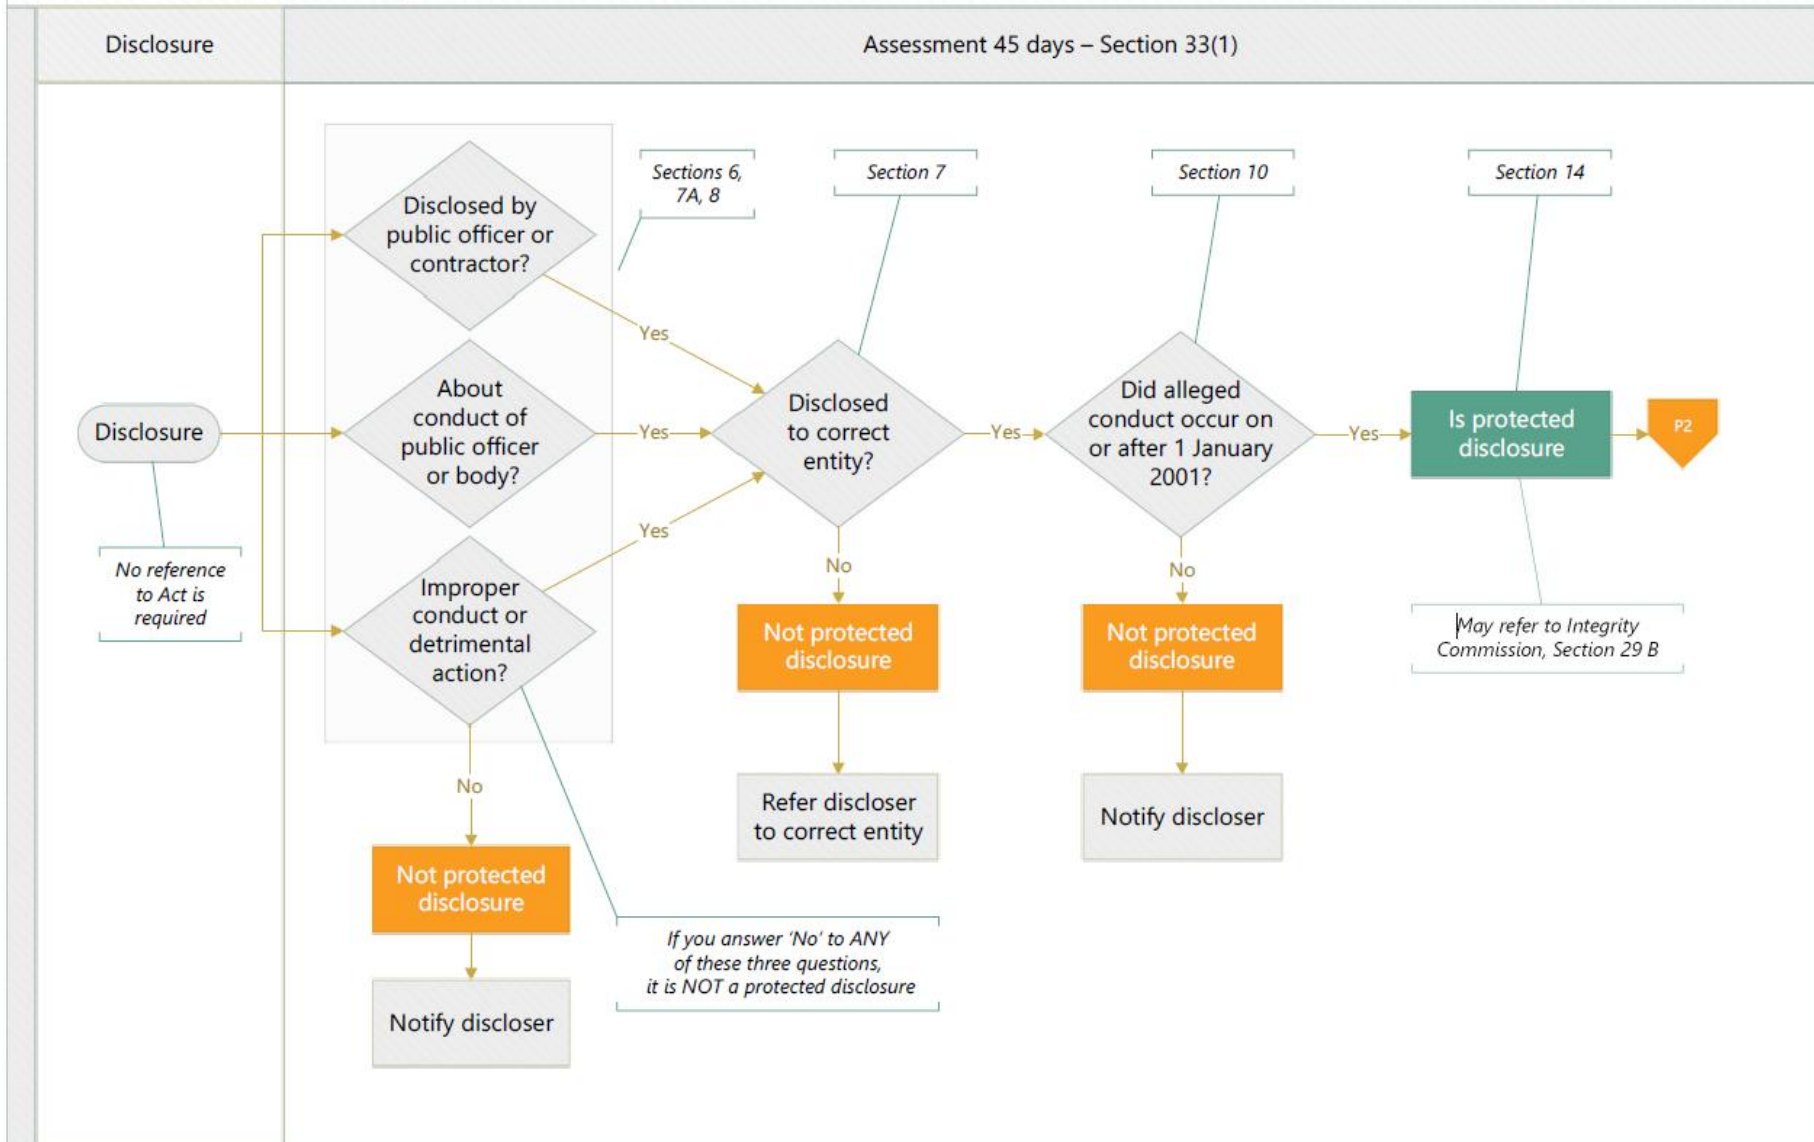 Disclosure
Assessment 45 days – Section 33(1)
Disclosed by
public officer or
contractor?
Sections 6,
7A, 8
Section 7
Section 10
Section 14
Yes
About
conduct of
public officer
or body?
Yes
Disclosure
No reference
to Act is
required
Improper
conduct or
detrimental
action?
Yes
Disclosed
to correct
entity?
Yes
Did alleged
conduct occur on
or after 1 January
2001?
Yes
Is protected
disclosure
P2
May refer to Integrity
Commission, Section 29 B
No
Not protected
disclosure
Refer discloser
to correct entity
No
Not protected
disclosure
Notify discloser
No
Not protected
disclosure
Notify discloser
If you answer ‘No’ to ANY
of these three questions,
it is NOT a protected disclosure